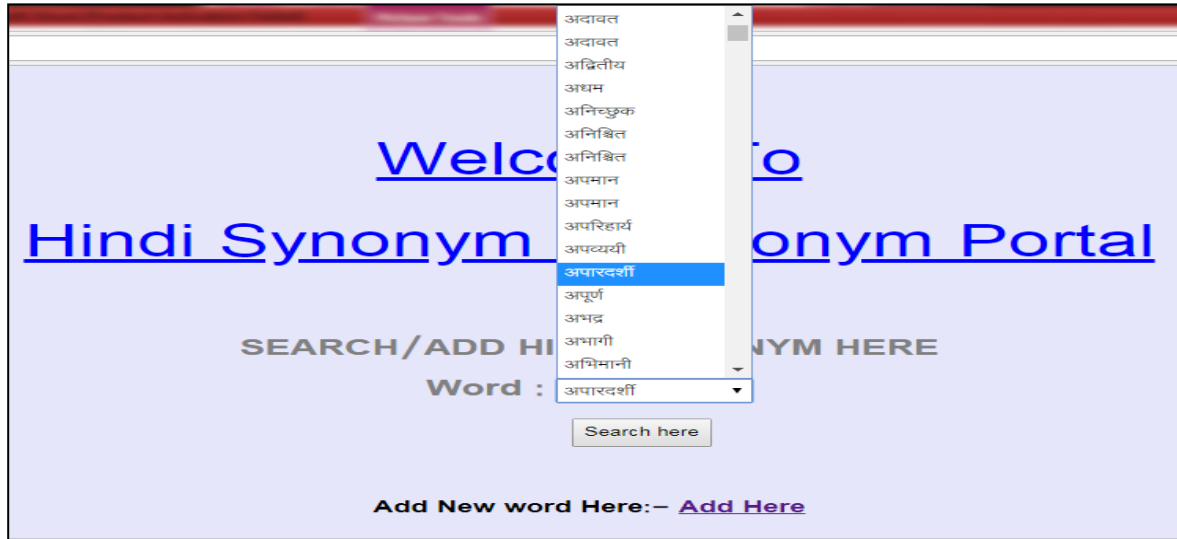 अदावत
अदावत
अद्वितीय
अधम
अनिच्छुक
अनिश्चित
अनिश्चित
अपमान
अपमान
अपरिहार्य
अपव्ययी
अपारदर्शी
अपूर्ण
अभद्र
अभागी
अभिमानी
Welco To
Hindi Synonym onym Portal
SEARCH/ADD HI NYM HERE
Word : अपारदर्शी
Search here
Add New word Here:– Add Here